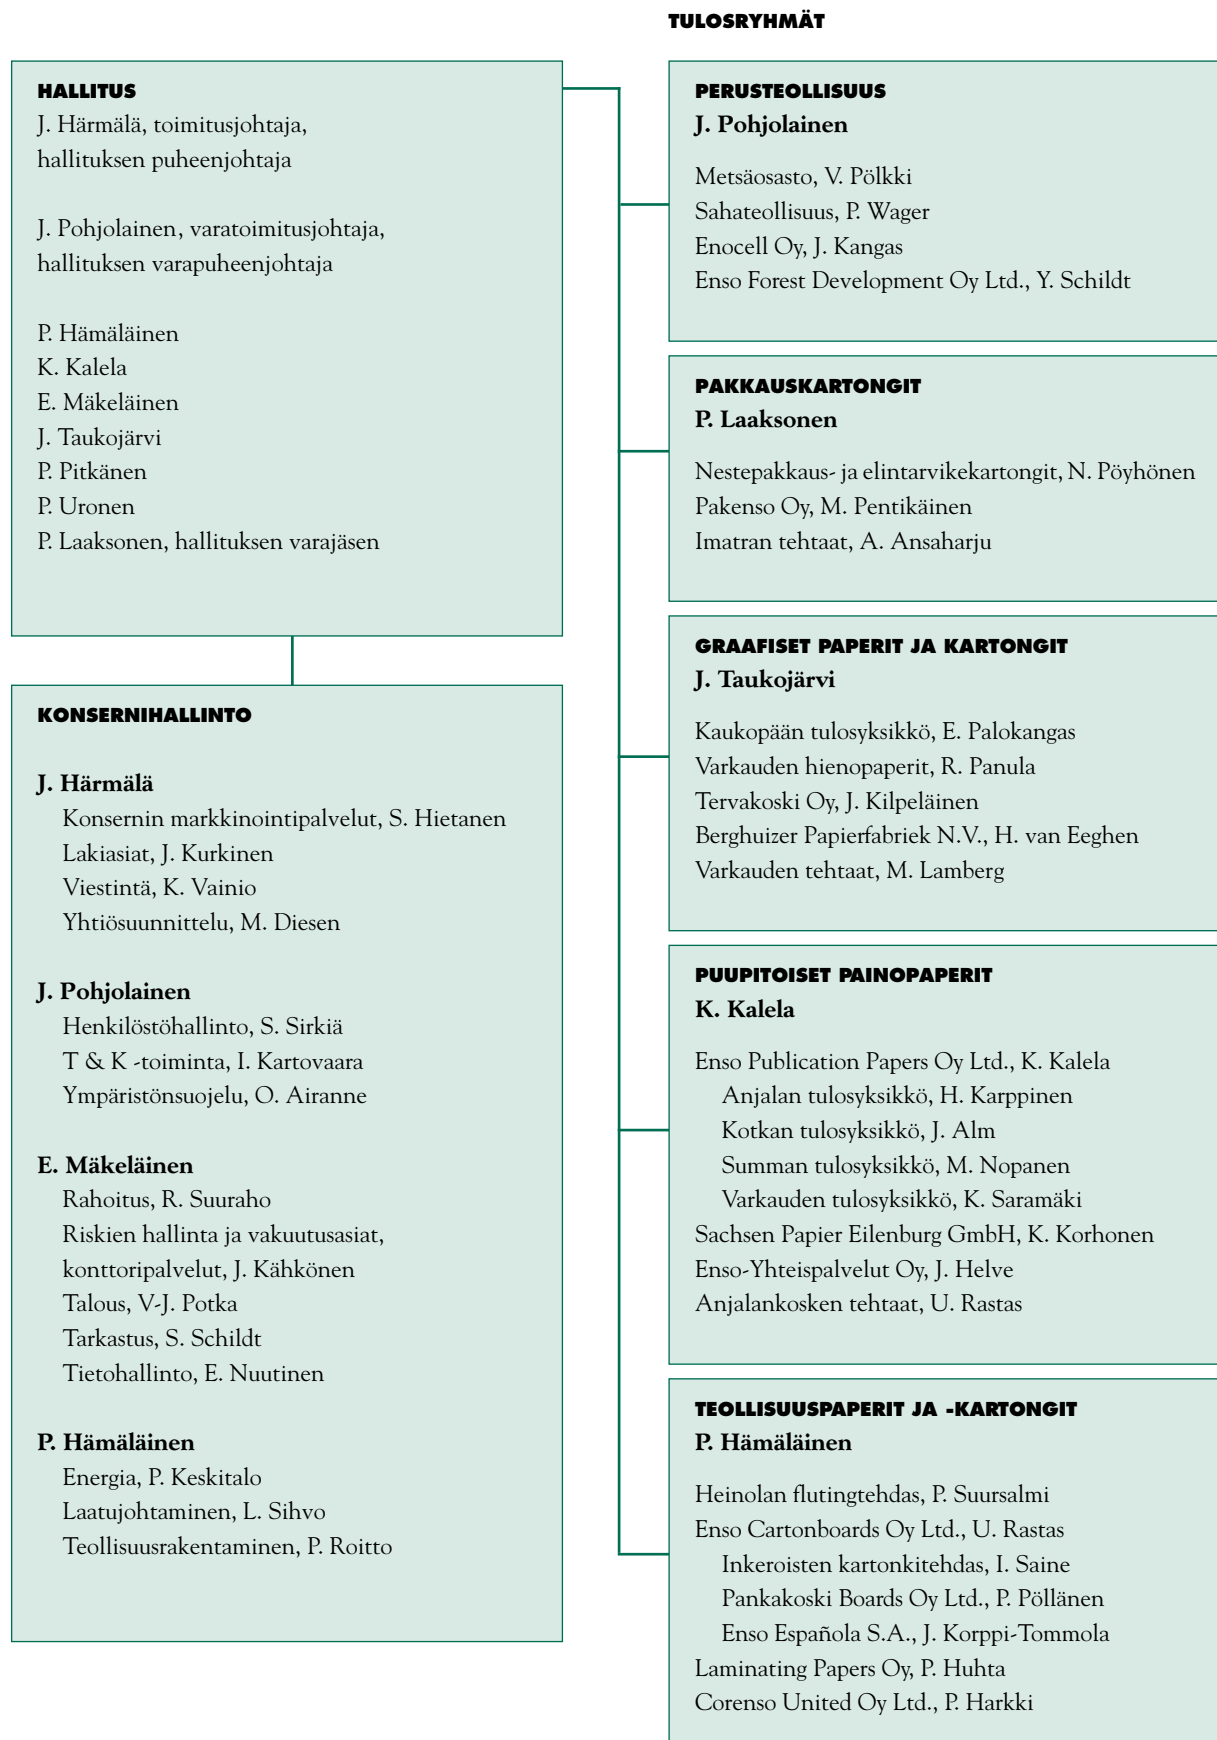 TULOSRYHMÄT
HALLITUS
J. Härmälä, toimitusjohtaja,
hallituksen puheenjohtaja
J. Pohjolainen, varatoimitusjohtaja,
hallituksen varapuheenjohtaja
P. Hämäläinen
K. Kalela
E. Mäkeläinen
J. Taukojärvi
P. Pitkänen
P. Uronen
P. Laaksonen, hallituksen varajäsen
KONSERNIHALLINTO
J. Härmälä
Konsernin markkinointipalvelut, S. Hietanen
Lakiasiat, J. Kurkinen
Viestintä, K. Vainio
Yhtiösuunnittelu, M. Diesen
J. Pohjolainen
Henkilöstöhallinto, S. Sirkiä
T & K -toiminta, I. Kartovaara
Ympäristönsuojelu, O. Airanne
E. Mäkeläinen
Rahoitus, R. Suuraho
Riskien hallinta ja vakuutusasiat,
konttoripalvelut, J. Kähkönen
Talous, V-J. Potka
Tarkastus, S. Schildt
Tietohallinto, E. Nuutinen
P. Hämäläinen
Energia, P. Keskitalo
Laatujohtaminen, L. Sihvo
Teollisuusrakentaminen, P. Roitto
PERUSTEOLLISUUS
J. Pohjolainen
Metsäosasto, V. Pölkki
Sahateollisuus, P. Wager
Enocell Oy, J. Kangas
Enso Forest Development Oy Ltd., Y. Schildt
PAKKAUSKARTONGIT
P. Laaksonen
Nestepakkaus- ja elintarvikekartongit, N. Pöyhönen
Pakenso Oy, M. Pentikäinen
Imatran tehtaat, A. Ansaharju
GRAAFISET PAPERIT JA KARTONGIT
J. Taukojärvi
Kaukopään tulosyksikkö, E. Palokangas
Varkauden hienopaperit, R. Panula
Tervakoski Oy, J. Kilpeläinen
Berghuizer Papierfabriek N.V., H. van Eeghen
Varkauden tehtaat, M. Lamberg
PUUPITOISET PAINOPAPERIT
K. Kalela
Enso Publication Papers Oy Ltd., K. Kalela
Anjalan tulosyksikkö, H. Karppinen
Kotkan tulosyksikkö, J. Alm
Summan tulosyksikkö, M. Nopanen
Varkauden tulosyksikkö, K. Saramäki
Sachsen Papier Eilenburg GmbH, K. Korhonen
Enso-Yhteispalvelut Oy, J. Helve
Anjalankosken tehtaat, U. Rastas
TEOLLISUUSPAPERIT JA -KARTONGIT
P. Hämäläinen
Heinolan flutingtehdas, P. Suursalmi
Enso Cartonboards Oy Ltd., U. Rastas
Inkeroisten kartonkitehdas, I. Saine
Pankakoski Boards Oy Ltd., P. Pöllänen
Enso Española S.A., J. Korppi-Tommola
Laminating Papers Oy, P. Huhta
Corenso United Oy Ltd., P. Harkki